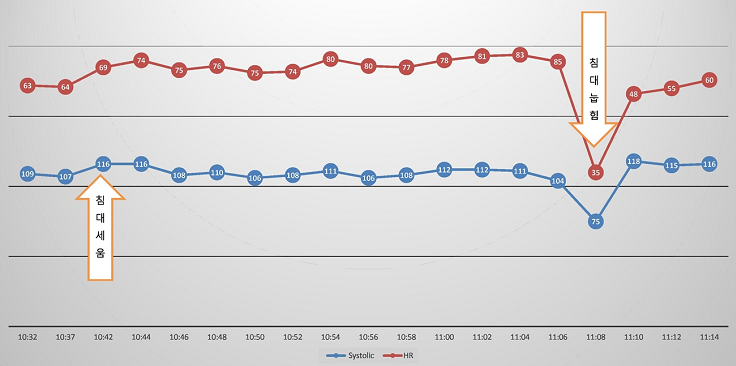 63 64 69 74 75 76 75 74 80 80 77 78 81 83 85 35 48 55 60
침대눕힘
109 107 116 116 108 110 106 108 111 106 108 112 112 111 104 75 118 115 116
침대세움
10:32 10:37 10:42 10:44 10:46 10:48 10:50 10:52 10:54 10:56 10:58 11:00 11:02 11:04 11:06 11:08 11:10 11:12 11:14
Systolic HR